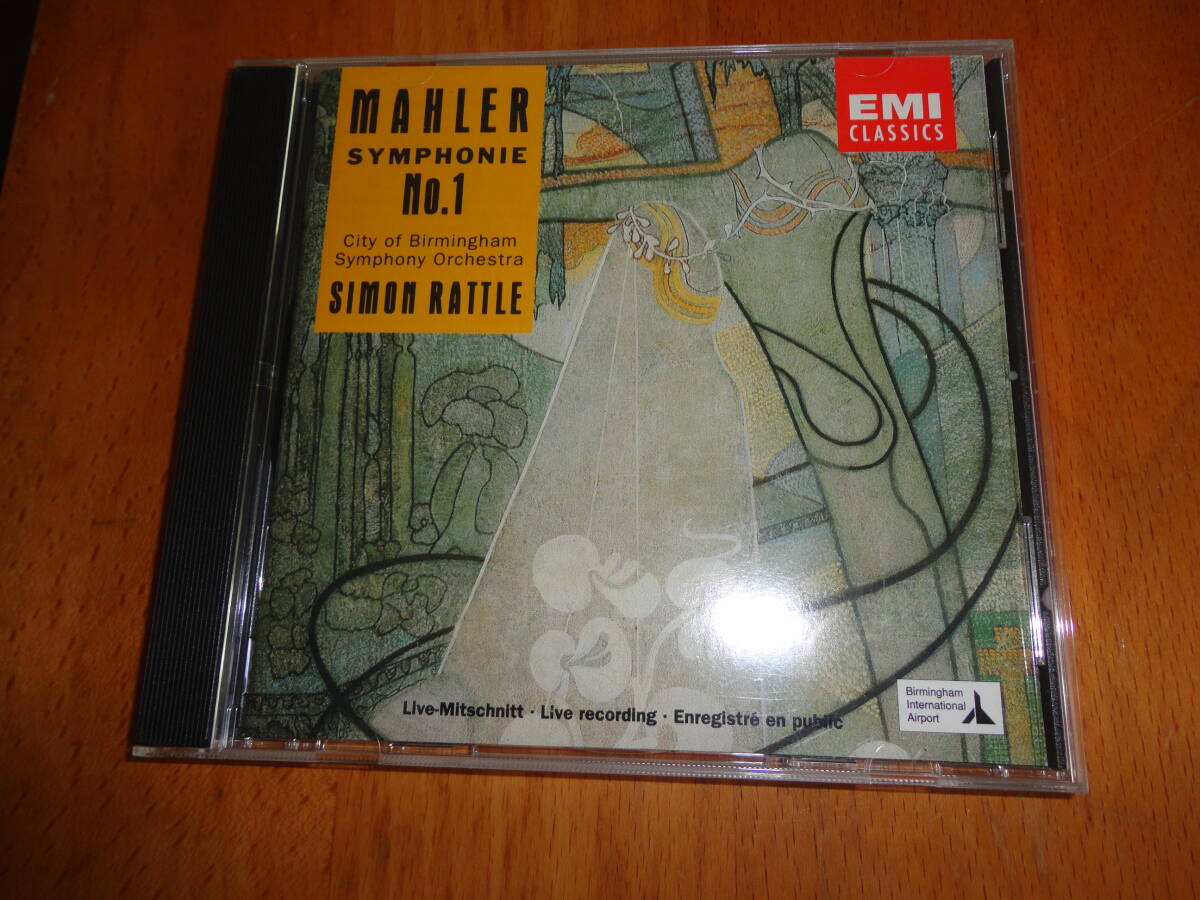 MAHLER
SYMPHONIE
No.1
City of Birmingham
Symphony Orchestra
SIMON RATTLE
EMI
CLASSICS
Live-Mitschnitt · Live recording · Enregistré en public
Birmingham
International
Airport